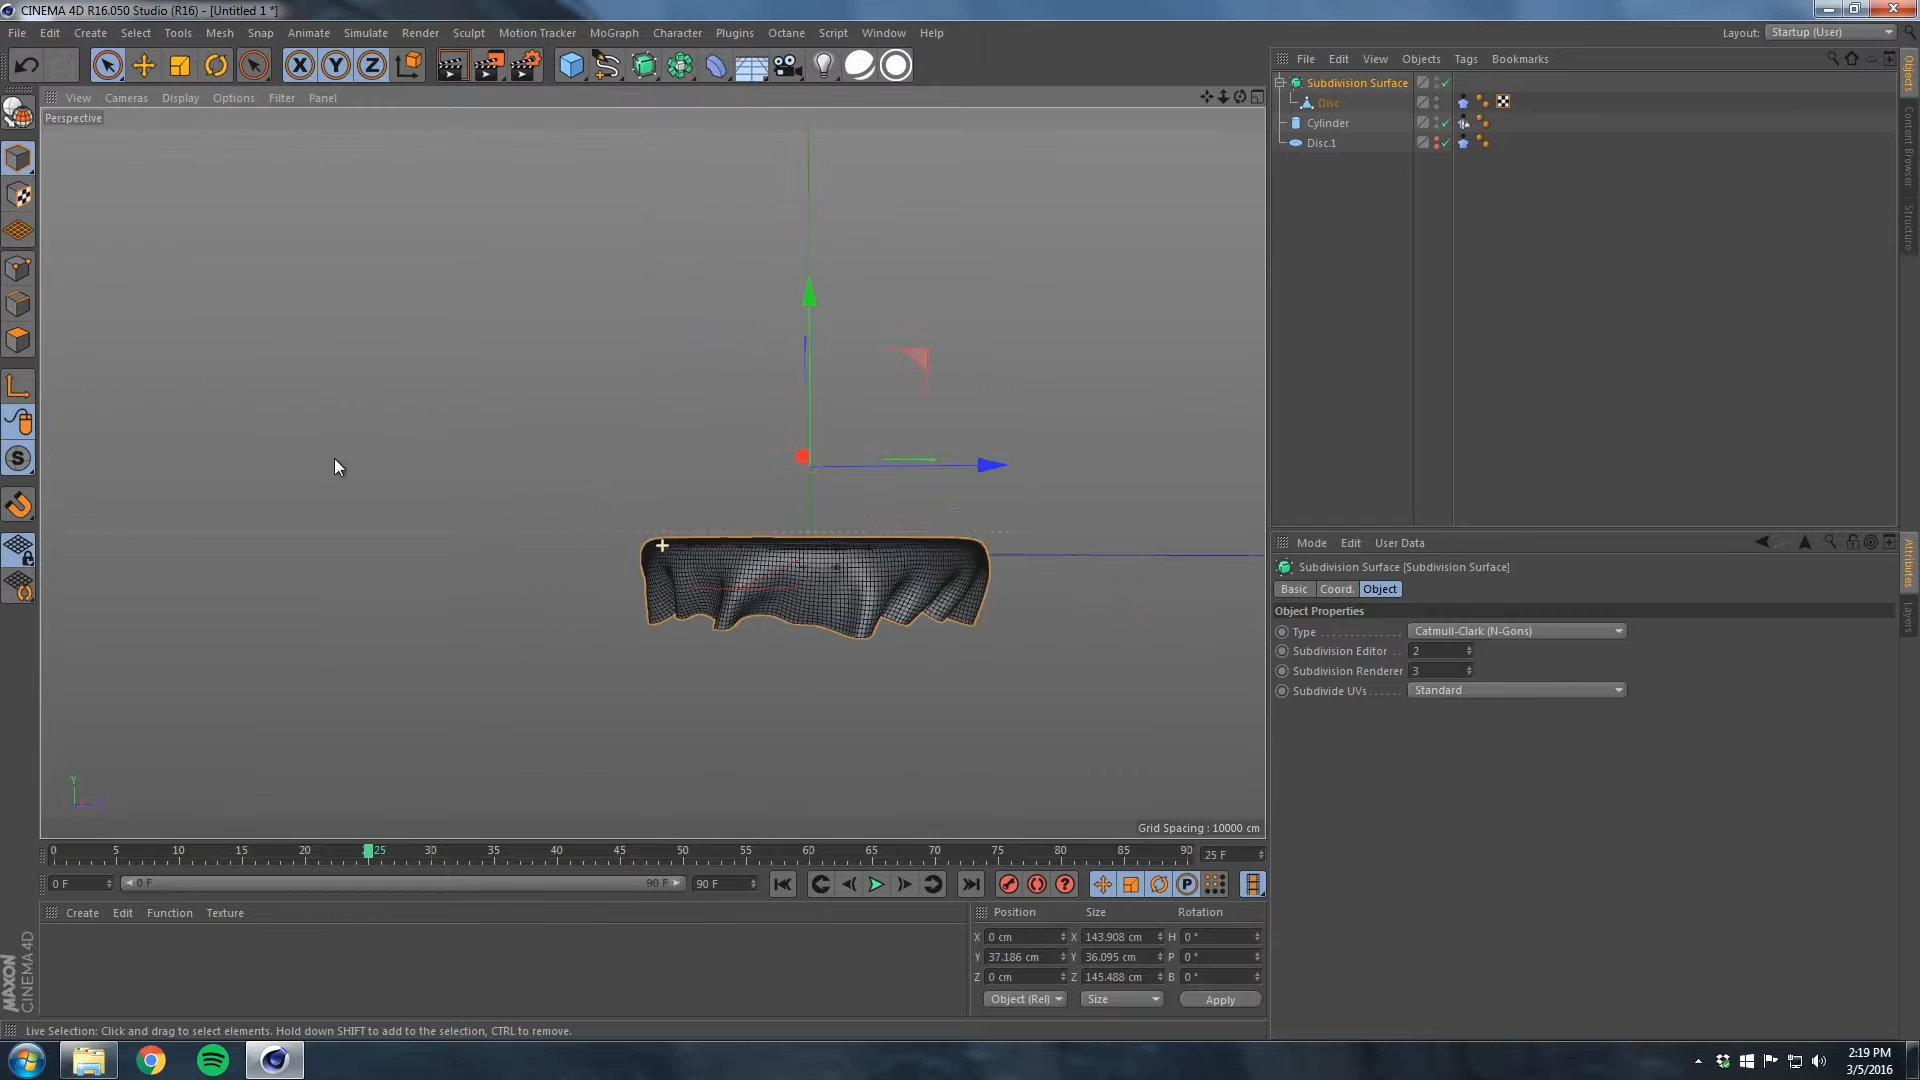 CINEMA 4D R16.050 Studio (R16) - [Untitled 1 *]
File Edit Create Select Tools Mesh Snap Animate Simulate Render Sculpt Motion Tracker MoGraph Character Plugins Octane Script Window Help
Layout: Startup (User)
X Y Z
File Edit View Objects Tags Bookmarks
Subdivision Surface
Disc
Cylinder
Disc.1
Objects
Content Browser
Structure
View Cameras Display Options Filter Panel
Perspective
S
Y
Grid Spacing : 10000 cm
Mode Edit User Data
Subdivision Surface [Subdivision Surface]
Basic Coord. Object
Object Properties
Type Catmull-Clark (N-Gons)
Subdivision Editor 2
Subdivision Renderer 3
Subdivide UVs Standard
Attributes
Layers
0 5 10 15 20 25 30 35 40 45 50 55 60 65 70 75 80 85 90 25 F
0 F 0 F 90 F 90 F
P
Create Edit Function Texture
Position Size Rotation
X 0 cm X 143.908 cm H 0 °
Y 37.186 cm Y 36.095 cm P 0 °
Z 0 cm Z 145.488 cm B 0 °
Object (Rel) Size Apply
MAXON
CINEMA 4D
Live Selection: Click and drag to select elements. Hold down SHIFT to add to the selection, CTRL to remove.
2:19 PM
3/5/2016